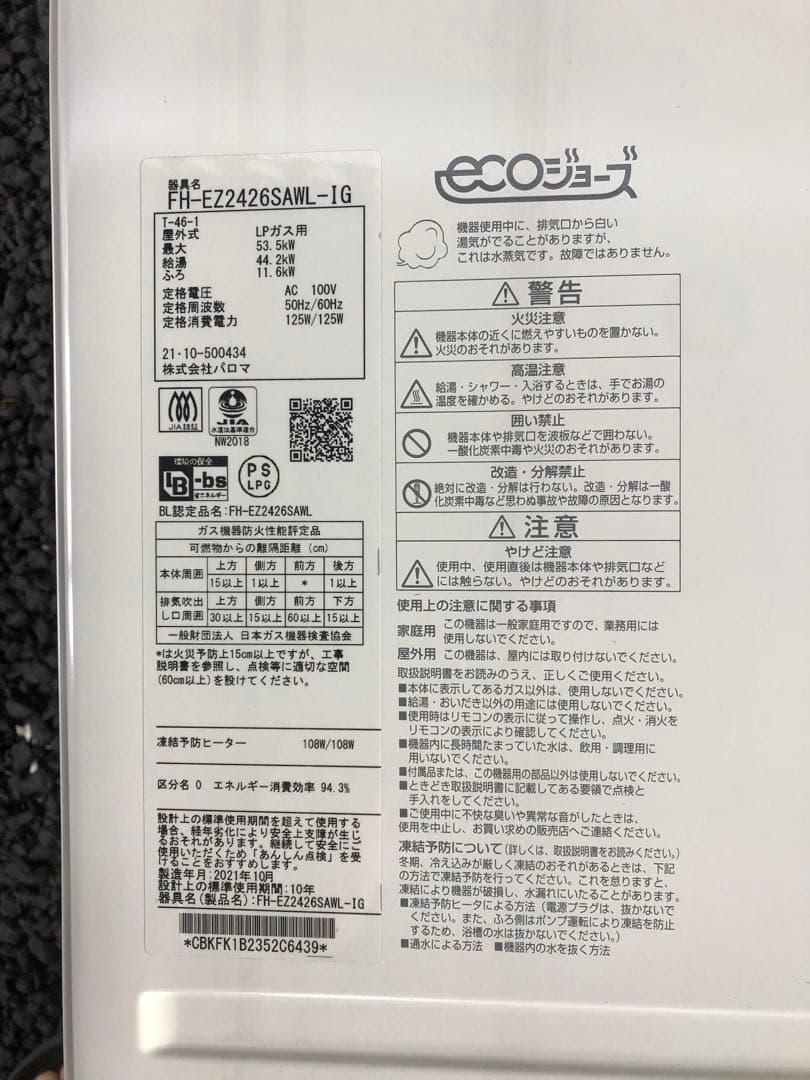 器具名
FH-EZ2426SAWL-IG
T-46-1
屋外式 LPガス用
最大 53.5kW
給湯 44.2kW
ふろ 11.6kW
定格電圧 AC 100V
定格周波数 50Hz/60Hz
定格消費電力 125W/125W
21・10-500434
株式会社パロマ
JIA
JIA
水道法基準適合
NW2018
環境の保全
BL-bs
省エネルギー
PS
LPG
BL認定品名:FH-EZ2426SAWL
ガス機器防火性能評定品
可燃物からの離隔距離(cm)
本体周囲 上方 側方 前方 後方
15以上 1以上 * 1以上
排気吹出し口周囲 上方 側方 前方 下方
30以上 15以上 60以上 15以上
一般財団法人 日本ガス機器検査協会
*は火災予防上15cm以上ですが、工事
説明書を参照し、点検等に適切な空間
(60cm以上)を設けてください。
凍結予防ヒーター 108W/108W
区分名 O エネルギー消費効率 94.3%
設計上の標準使用期間を超えて使用する
場合、経年劣化により安全上支障が生じ
るおそれがあります。継続して安全にご
使用いただくため「あんしん点検」を受
けることをおすすめします。
製造年月:2021年10月
設計上の標準使用期間:10年
器具名(製品名):FH-EZ2426SAWL-IG
*CBKFK1B2352C6439*
ecoジョーズ
機器使用中に、排気口から白い
湯気がでることがありますが、
これは水蒸気です。故障ではありません。
警告
火災注意
機器本体の近くに燃えやすいものを置かない。
火災のおそれがあります。
高温注意
給湯・シャワー・入浴するときは、手でお湯の
温度を確かめる。やけどのおそれがあります。
囲い禁止
機器本体や排気口を波板などで囲わない。
一酸化炭素中毒や火災のおそれがあります。
改造・分解禁止
絶対に改造・分解は行わない。改造・分解は一酸
化炭素中毒など思わぬ事故や故障の原因となります。
注意
やけど注意
使用中、使用直後は機器本体や排気口など
には触らない。やけどのおそれがあります。
使用上の注意に関する事項
家庭用 この機器は一般家庭用ですので、業務用には
使用しないでください。
屋外用 この機器は、屋内には取り付けないでください。
取扱説明書をお読みのうえ、正しくご使用ください。
■本体に表示してあるガス以外は、使用しないでください。
■給湯・おいだき以外の用途には使用しないでください。
■使用時はリモコンの表示に従って操作し、点火・消火を
リモコンの表示により確認してください。
■機器内に長時間たまっていた水は、飲用・調理用に
用いないでください。
■付属品または、この機器用の部品以外は使用しないでください。
■ときどき取扱説明書に記載してある要領で点検と
手入れをしてください。
■ご使用中に不快な臭いや異常な音がしたときは、
使用を中止し、お買い求めの販売店へご連絡ください。
凍結予防について(詳しくは、取扱説明書をお読みください。)
冬期、冷え込みが厳しく凍結のおそれがあるときは、下記
の方法で凍結予防を行ってください。これを怠りますと、
凍結により機器が破損し、水漏れにいたることがあります。
■凍結予防ヒータによる方法(電源プラグは、抜かないで
ください。また、ふろ側はポンプ運転により凍結を防止
するため、浴槽の水は抜かないでください。)
■通水による方法 ■機器内の水を抜く方法